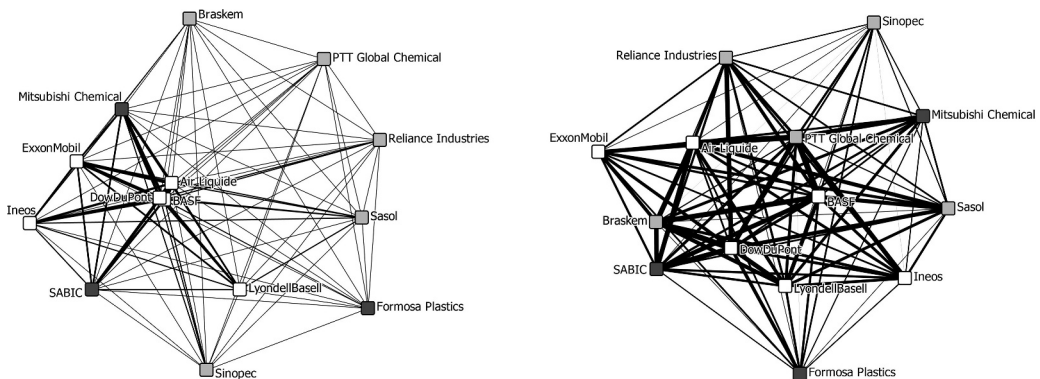 Braskem
PTT Global Chemical
Mitsubishi Chemical
Reliance Industries
ExxonMobil
Air Liquide
DowDuPont
BASF
Ineos
Sasol
SABIC
LyondellBasell
Formosa Plastics
Sinopec
Sinopec
Reliance Industries
Mitsubishi Chemical
ExxonMobil
PTT Global Chemical
Air Liquide
BASF
Sasol
Braskem
DowDuPont
SABIC
Ineos
LyondellBasell
Formosa Plastics